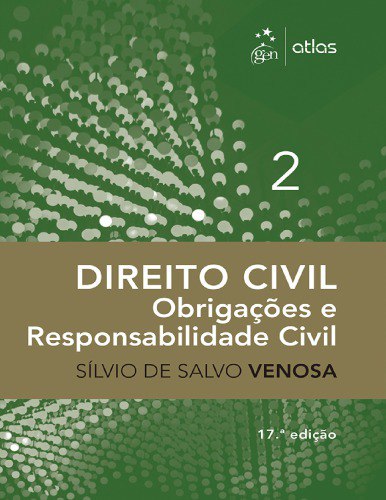 gen | atlas
2
DIREITO CIVIL
Obrigações e
Responsabilidade Civil
SÍLVIO DE SALVO VENOSA
17.ª edição